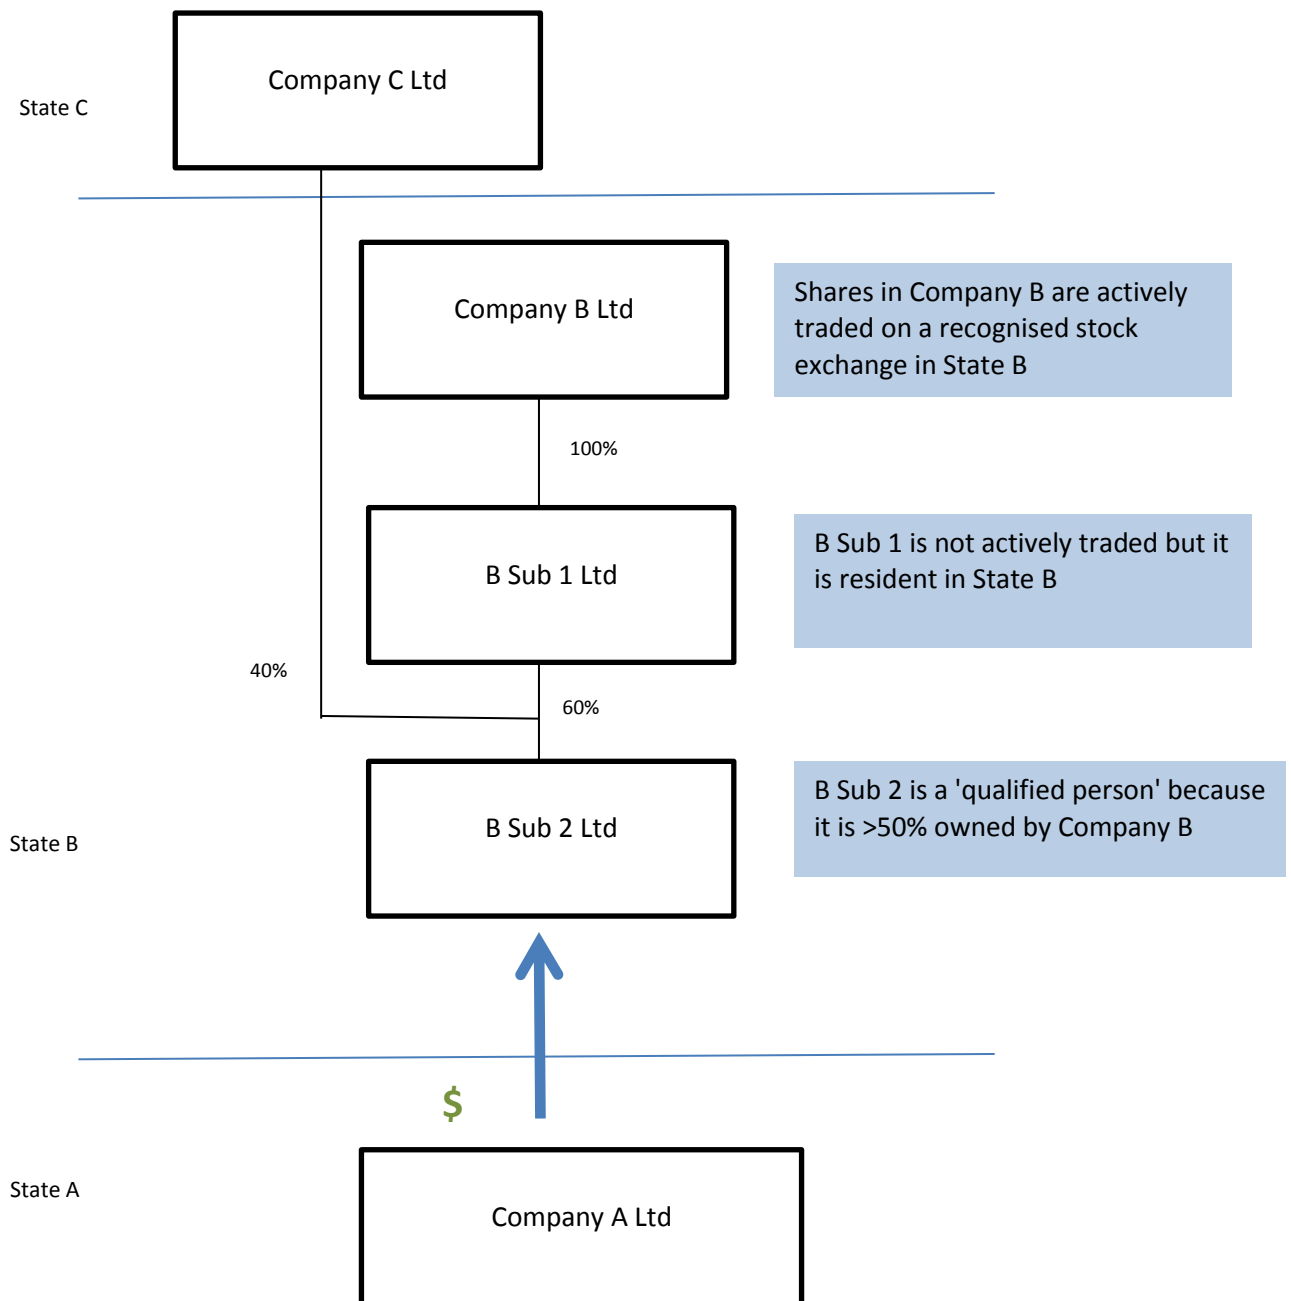 Company C Ltd
State C
Company B Ltd
Shares in Company B are actively
traded on a recognised stock
exchange in State B
100%
B Sub 1 Ltd
B Sub 1 is not actively traded but it
is resident in State B
40%
60%
B Sub 2 Ltd
B Sub 2 is a 'qualified person' because
it is >50% owned by Company B
State B
$
State A
Company A Ltd